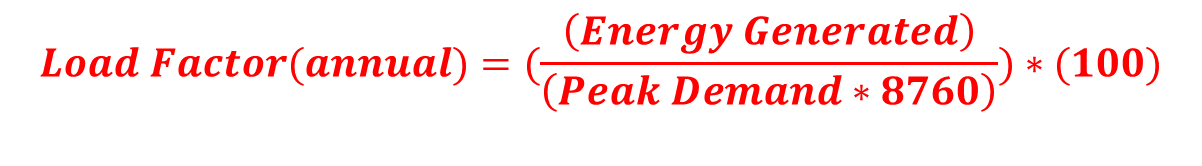 Load Factor(annual) = ((Energy Generated)/(Peak Demand * 8760)) * (100)